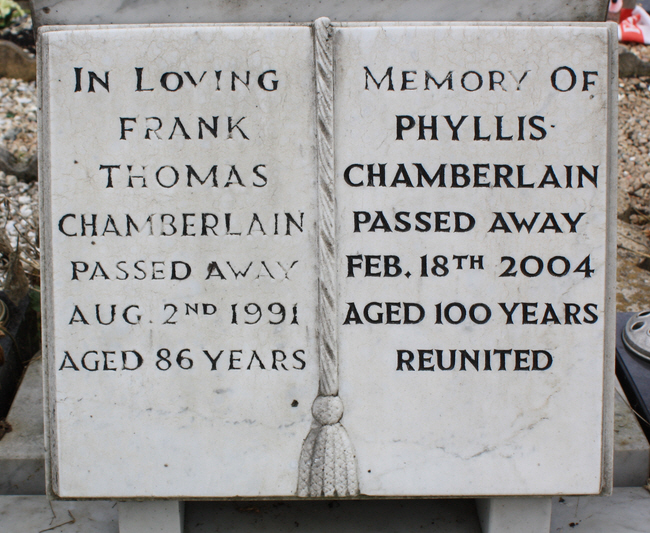 IN LOVING
FRANK
THOMAS
CHAMBERLAIN
PASSED AWAY
AUG. 2ND 1991
AGED 86 YEARS
MEMORY OF
PHYLLIS
CHAMBERLAIN
PASSED AWAY
FEB. 18TH 2004
AGED 100 YEARS
REUNITED